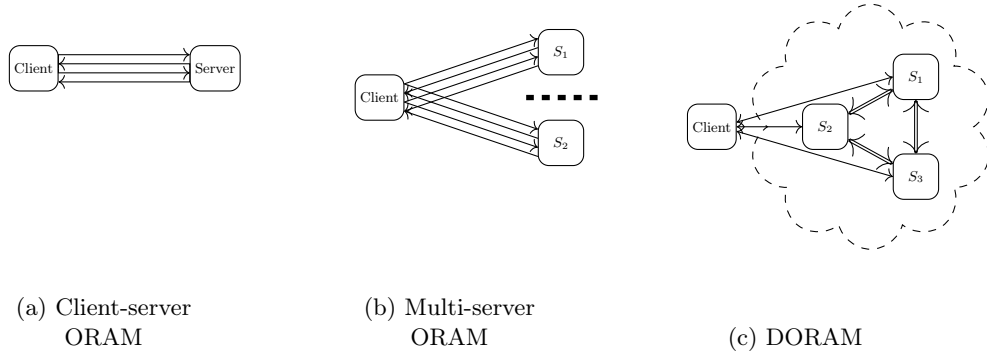 Client
Server
Client
S1
S2
Client
S1
S2
S3
(a) Client-server
ORAM
(b) Multi-server
ORAM
(c) DORAM